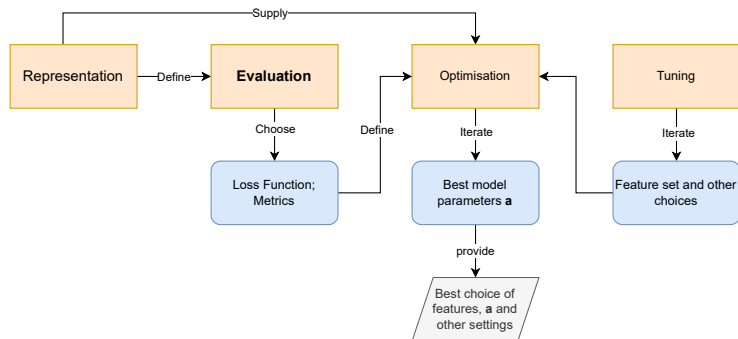 Supply
Representation
Define
Evaluation
Optimisation
Tuning
Choose
Define
Iterate
Iterate
Loss Function;
Metrics
Best model
parameters a
Feature set and other
choices
provide
Best choice of
features, a and
other settings